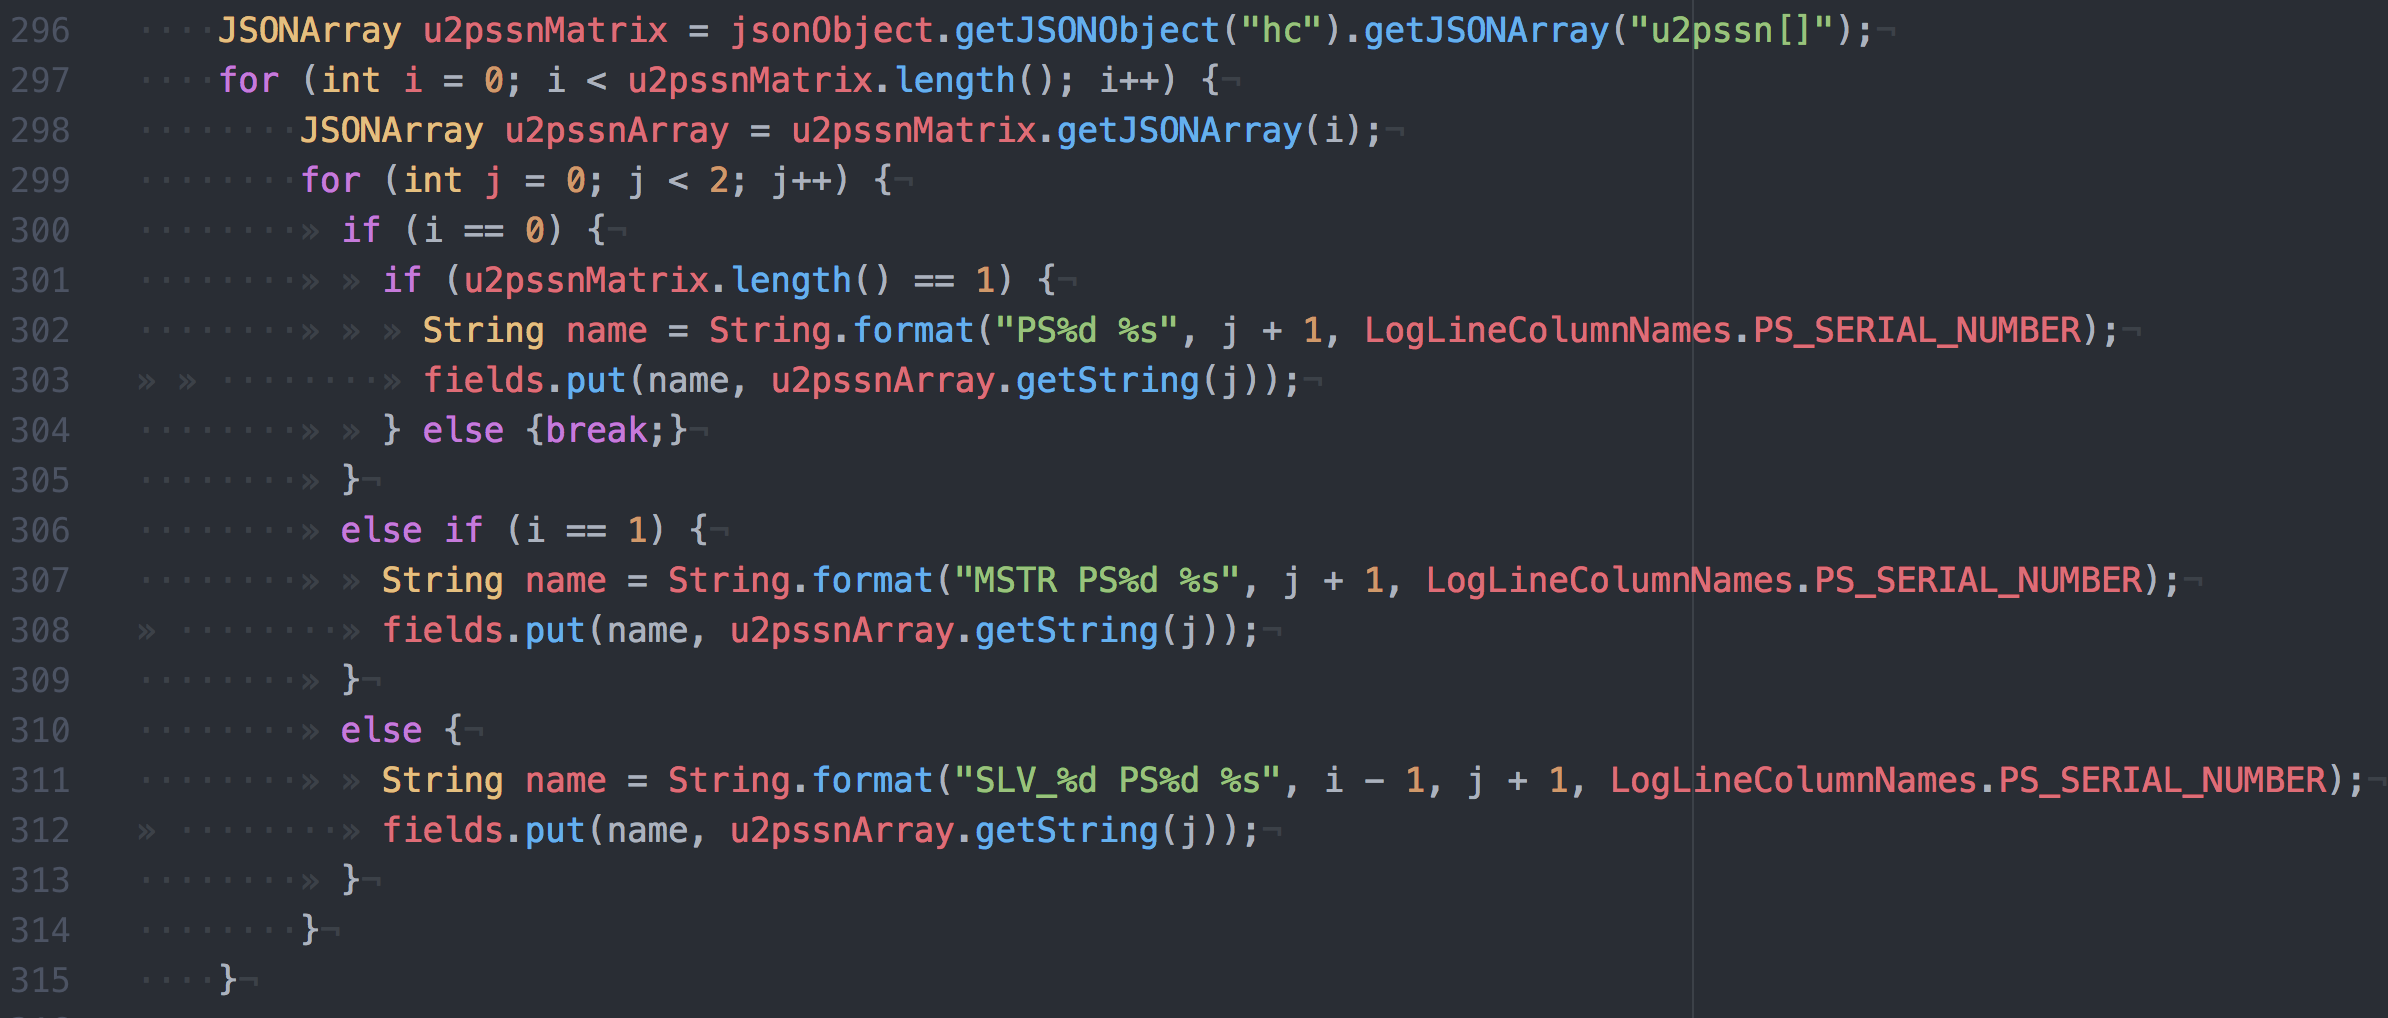 296 JSONArray u2pssnMatrix = jsonObject.getJSONObject("hc").getJSONArray("u2pssn[]");¬
297 for (int i = 0; i < u2pssnMatrix.length(); i++) {¬
298 JSONArray u2pssnArray = u2pssnMatrix.getJSONArray(i);¬
299 for (int j = 0; j < 2; j++) {¬
300 » if (i == 0) {¬
301 » » if (u2pssnMatrix.length() == 1) {¬
302 » » » String name = String.format("PS%d %s", j + 1, LogLineColumnNames.PS_SERIAL_NUMBER);¬
303 » » » fields.put(name, u2pssnArray.getString(j));¬
304 » » } else {break;}¬
305 » }¬
306 » else if (i == 1) {¬
307 » » String name = String.format("MSTR PS%d %s", j + 1, LogLineColumnNames.PS_SERIAL_NUMBER);¬
308 » » fields.put(name, u2pssnArray.getString(j));¬
309 » }¬
310 » else {¬
311 » » String name = String.format("SLV_%d PS%d %s", i - 1, j + 1, LogLineColumnNames.PS_SERIAL_NUMBER);¬
312 » » fields.put(name, u2pssnArray.getString(j));¬
313 » }¬
314 }¬
315 }¬